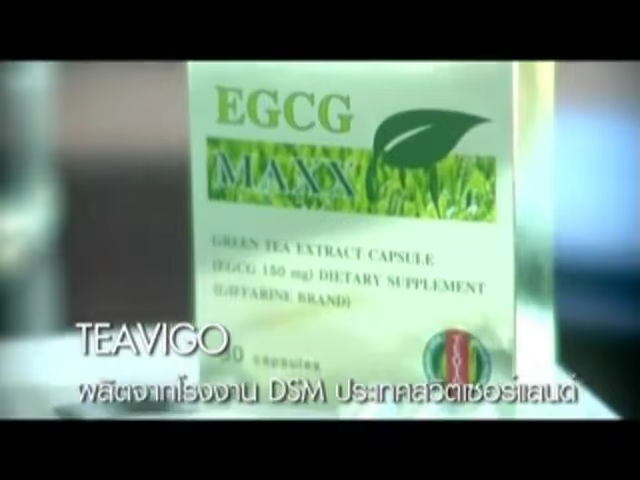 EGCG
MAXX
GREEN TEA EXTRACT CAPSULE
(EGCG 150 mg) DIETARY SUPPLEMENT
(GIFFARINE BRAND)
capsules
TEAVIGO
ผลิตจากโรงงาน DSM ประเทศสวิตเซอร์แลนด์